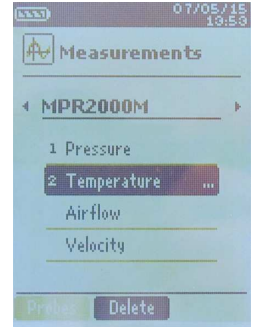 07/05/15
13:53
Measurements
MPR2000M
1 Pressure
2 Temperature ...
Airflow
Velocity
Probes Delete